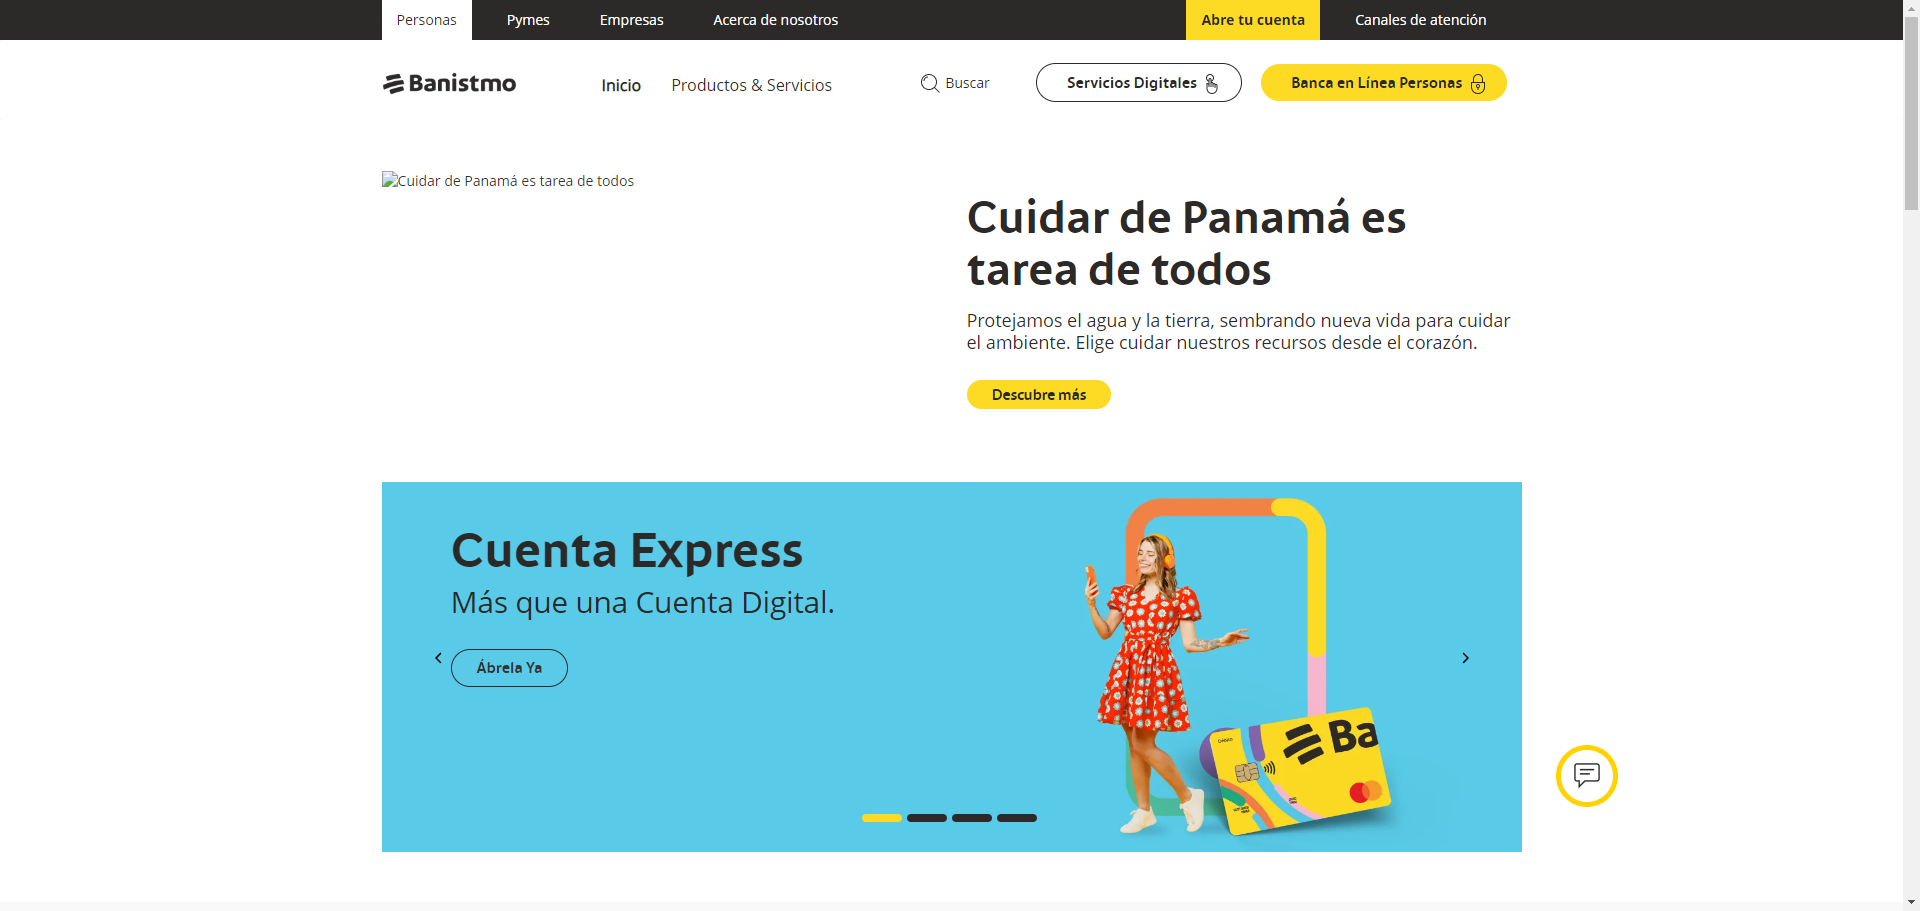 Personas
Pymes
Empresas
Acerca de nosotros
Abre tu cuenta
Canales de atención
Banistmo
Inicio
Productos & Servicios
Buscar
Servicios Digitales
Banca en Línea Personas
Cuidar de Panamá es tarea de todos
Cuidar de Panamá es
tarea de todos
Protejamos el agua y la tierra, sembrando nueva vida para cuidar
el ambiente. Elige cuidar nuestros recursos desde el corazón.
Descubre más
Cuenta Express
Más que una Cuenta Digital.
Ábrela Ya
Ba